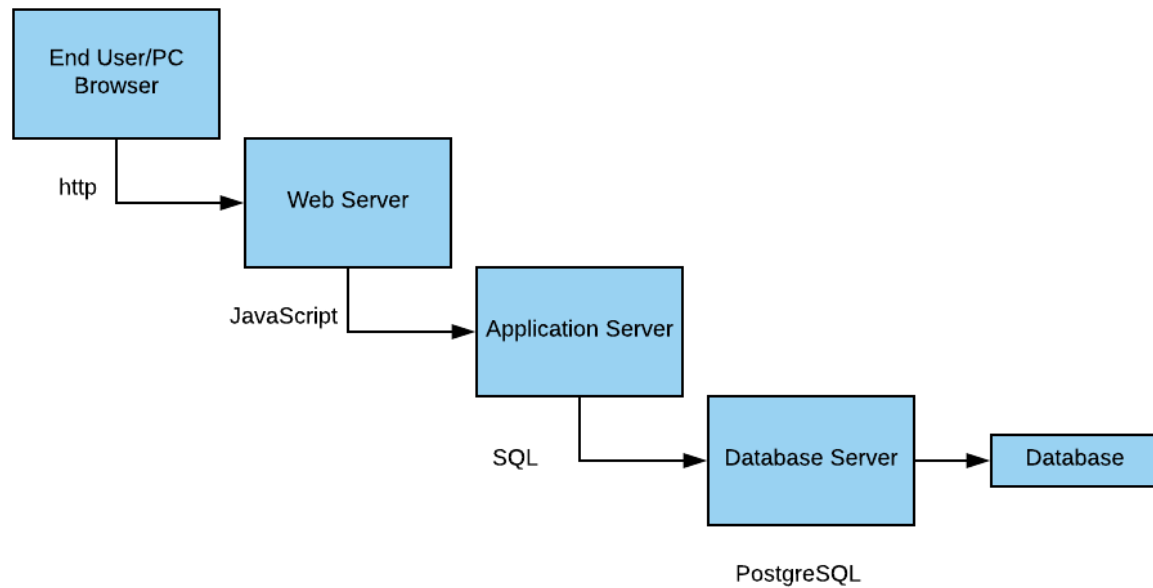 End User/PC
Browser
http
Web Server
JavaScript
Application Server
SQL
Database Server
Database
PostgreSQL